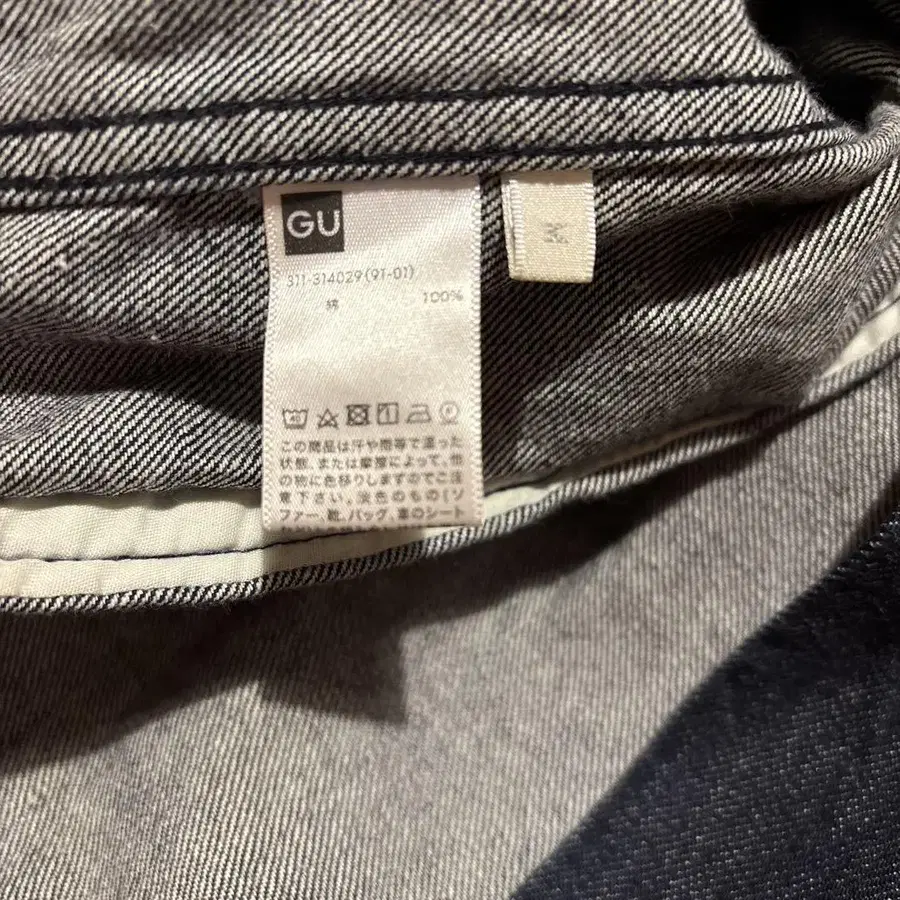 GU
311-314029(91-01)
綿 100%
M
40
この商品は汗や雨等で湿った
状態、または摩擦によって、他
の物に色移りしますのでご注
意下さい。淡色のもの(ソ
ファー、靴、バッグ、車のシート